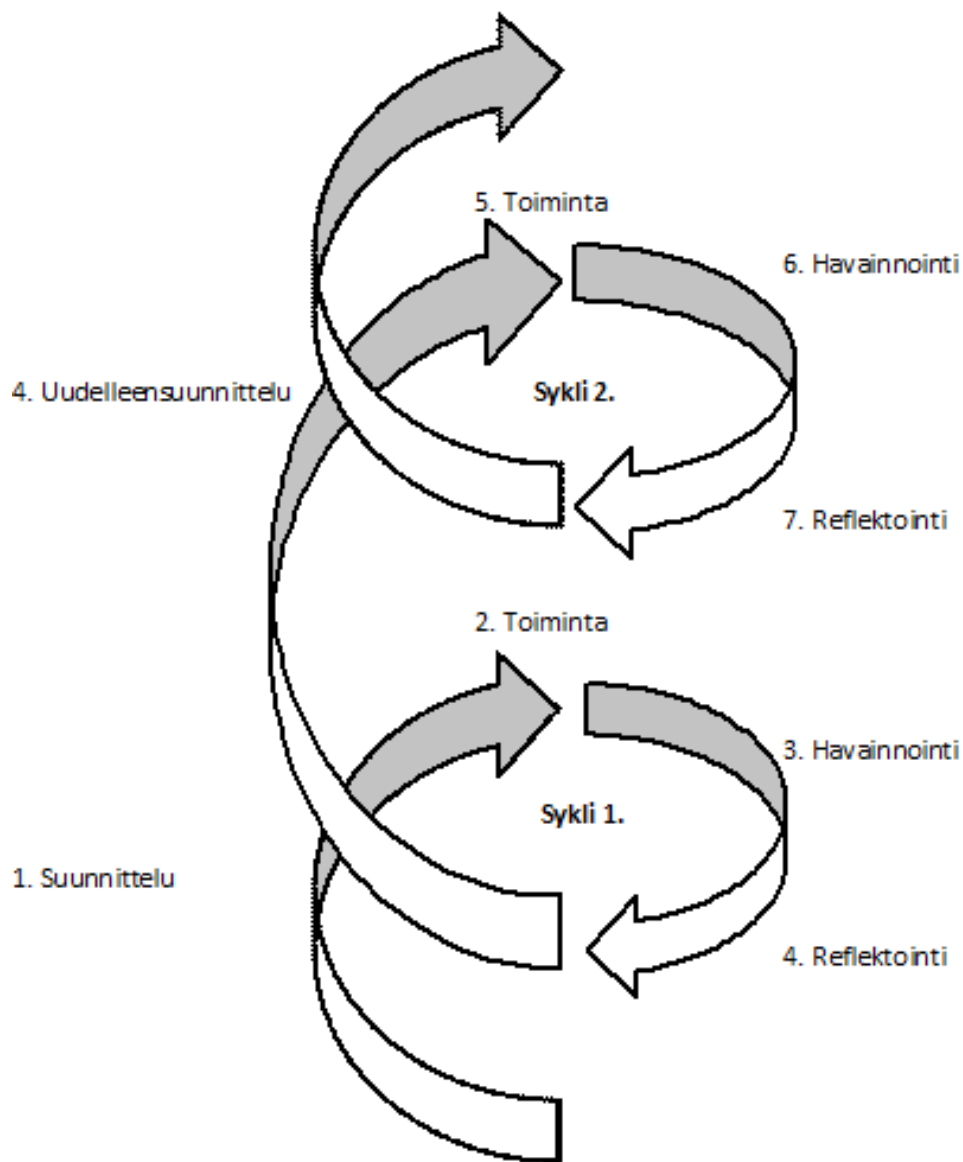 5. Toiminta
6. Havainnointi
4. Uudelleensuunnittelu
Sykli 2.
7. Reflektointi
2. Toiminta
3. Havainnointi
Sykli 1.
1. Suunnittelu
4. Reflektointi